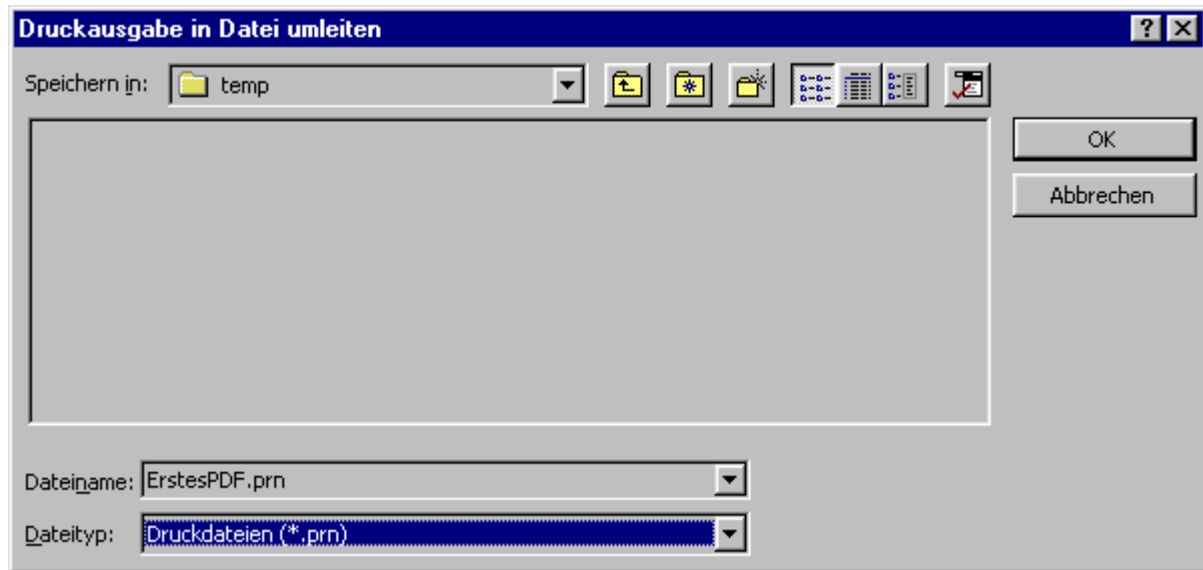 Druckausgabe in Datei umleiten
Speichern in: temp
OK
Abbrechen
Dateiname: ErstesPDF.prn
Dateityp: Druckdateien (*.prn)